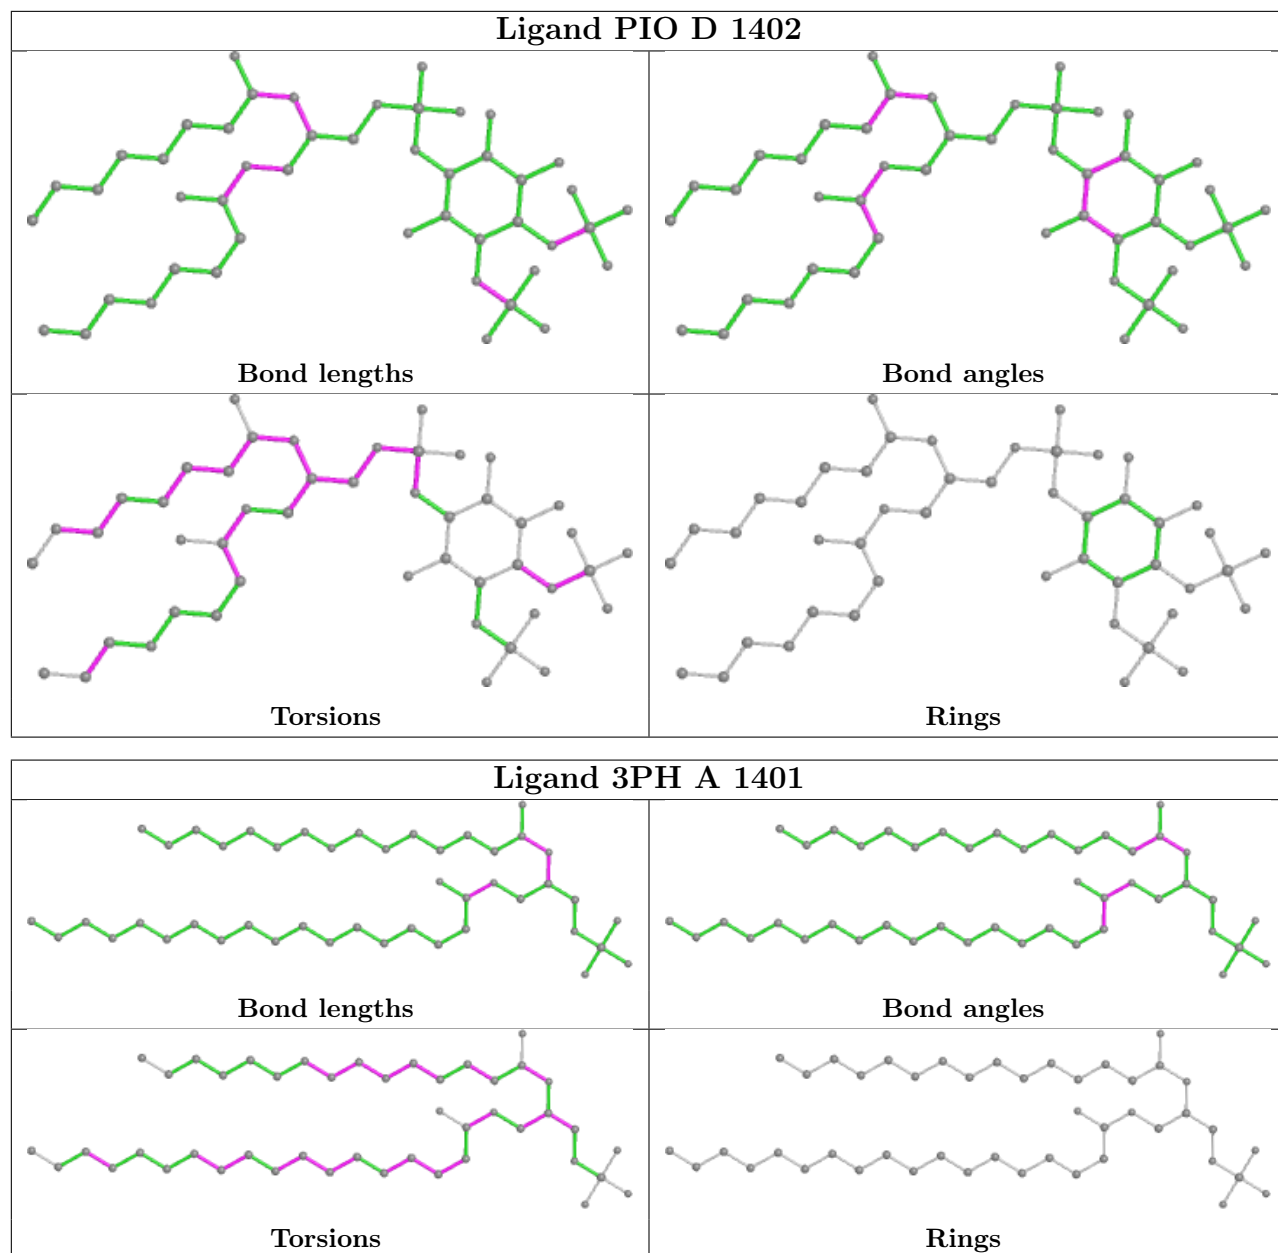 Ligand PIO D 1402
Bond lengths
Bond angles
Torsions
Rings
Ligand 3PH A 1401
Bond lengths
Bond angles
Torsions
Rings